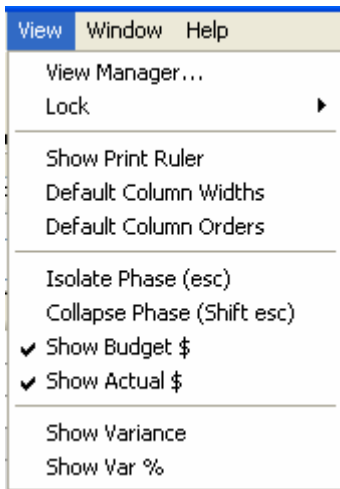 View Window Help
View Manager...
Lock
Show Print Ruler
Default Column Widths
Default Column Orders
Isolate Phase (esc)
Collapse Phase (Shift esc)
Show Budget $
Show Actual $
Show Variance
Show Var %